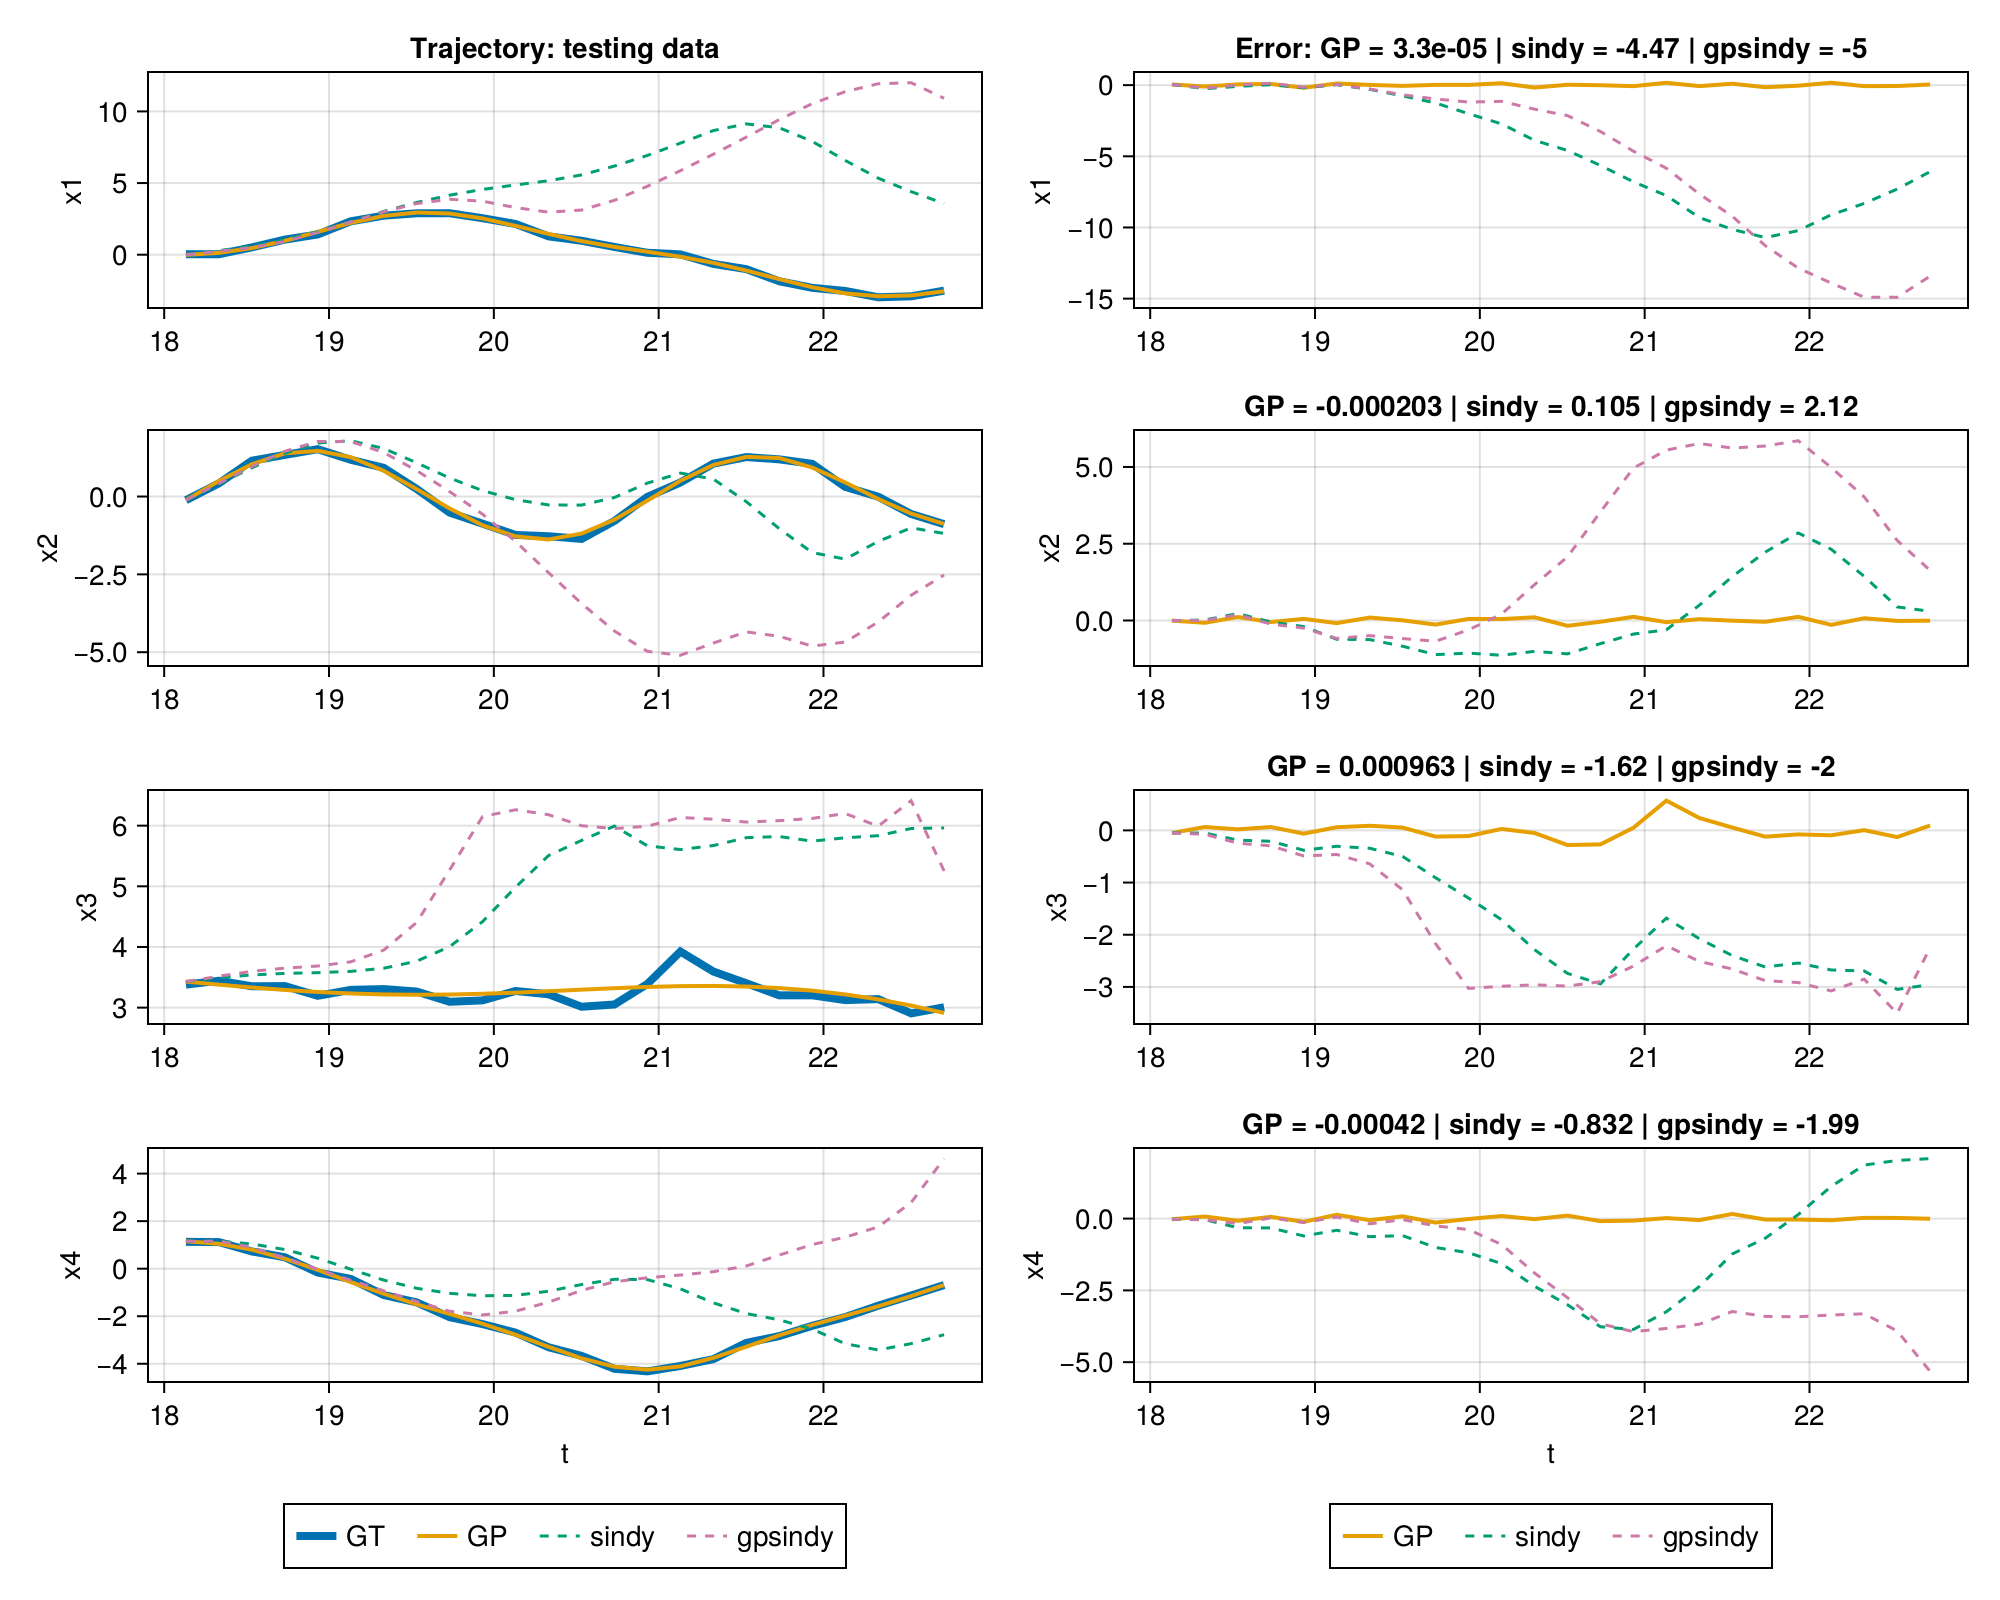 Trajectory: testing data
x1
10
5
0
18 19 20 21 22
Error: GP = 3.3e-05 | sindy = -4.47 | gpsindy = -5
x1
0
−5
−10
−15
18 19 20 21 22
x2
0.0
−2.5
−5.0
18 19 20 21 22
GP = -0.000203 | sindy = 0.105 | gpsindy = 2.12
x2
5.0
2.5
0.0
18 19 20 21 22
x3
6
5
4
3
18 19 20 21 22
GP = 0.000963 | sindy = -1.62 | gpsindy = -2
x3
0
−1
−2
−3
18 19 20 21 22
x4
4
2
0
−2
−4
18 19 20 21 22
t
GP = -0.00042 | sindy = -0.832 | gpsindy = -1.99
x4
0.0
−2.5
−5.0
18 19 20 21 22
t
GT GP sindy gpsindy
GP sindy gpsindy